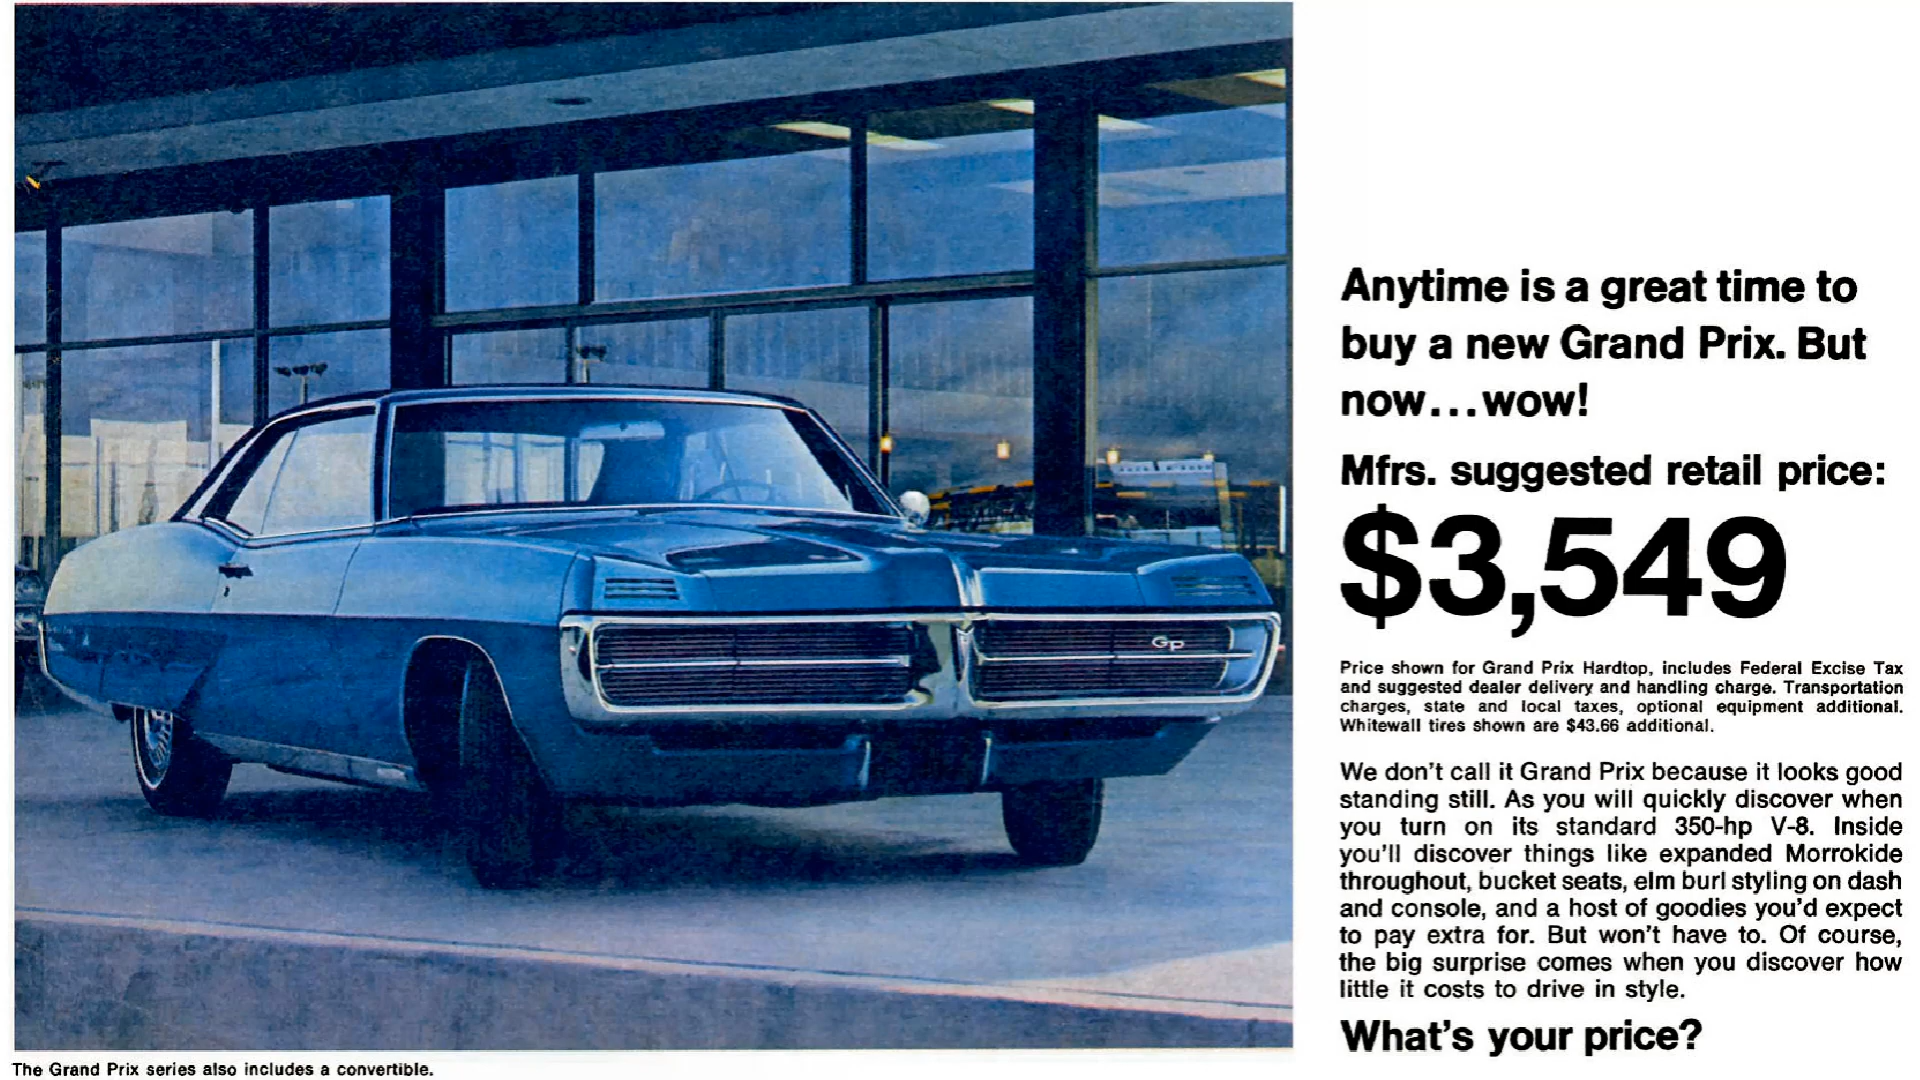 GP
Anytime is a great time to
buy a new Grand Prix. But
now...wow!
Mfrs. suggested retail price:
$3,549
Price shown for Grand Prix Hardtop, includes Federal Excise Tax
and suggested dealer delivery and handling charge. Transportation
charges, state and local taxes, optional equipment additional.
Whitewall tires shown are $43.66 additional.
We don't call it Grand Prix because it looks good
standing still. As you will quickly discover when
you turn on its standard 350-hp V-8. Inside
you'll discover things like expanded Morrokide
throughout, bucket seats, elm burl styling on dash
and console, and a host of goodies you'd expect
to pay extra for. But won't have to. Of course,
the big surprise comes when you discover how
little it costs to drive in style.
What's your price?
The Grand Prix series also includes a convertible.